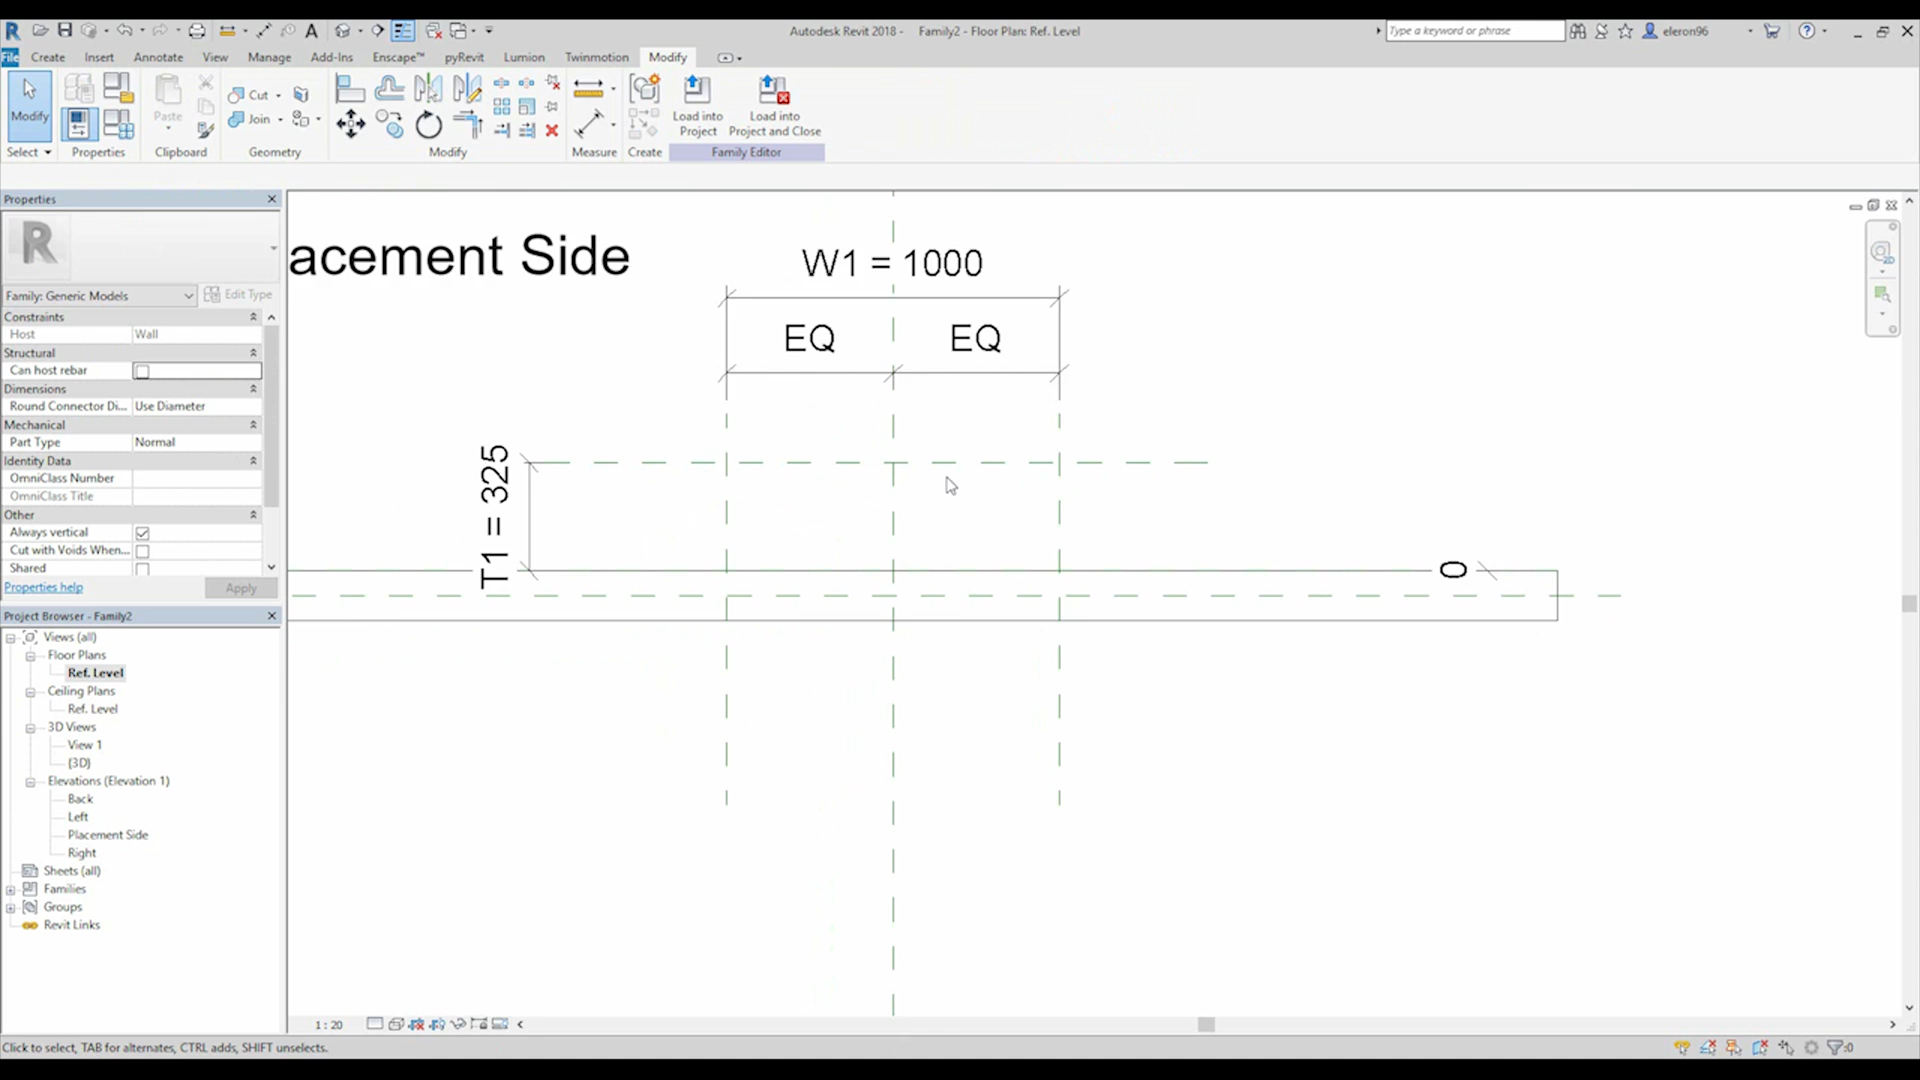 Autodesk Revit 2018 - Family2 - Floor Plan: Ref. Level
Type a keyword or phrase
eleron96
File Create Insert Annotate View Manage Add-Ins Enscape™ pyRevit Lumion Twinmotion Modify
Modify
Paste
Cut
Join
Load into
Project
Load into
Project and Close
Select Properties Clipboard Geometry Modify Measure Create Family Editor
Properties
R
Family: Generic Models
Edit Type
Constraints
Host Wall
Structural
Can host rebar
Dimensions
Round Connector Di... Use Diameter
Mechanical
Part Type Normal
Identity Data
OmniClass Number
OmniClass Title
Other
Always vertical
Cut with Voids When...
Shared
Properties help
Apply
Project Browser - Family2
Views (all)
Floor Plans
Ref. Level
Ceiling Plans
Ref. Level
3D Views
View 1
{3D}
Elevations (Elevation 1)
Back
Left
Placement Side
Right
Sheets (all)
Families
Groups
Revit Links
acement Side
W1 = 1000
EQ EQ
T1 = 325
0
1 : 20
Click to select, TAB for alternates, CTRL adds, SHIFT unselects.
:0